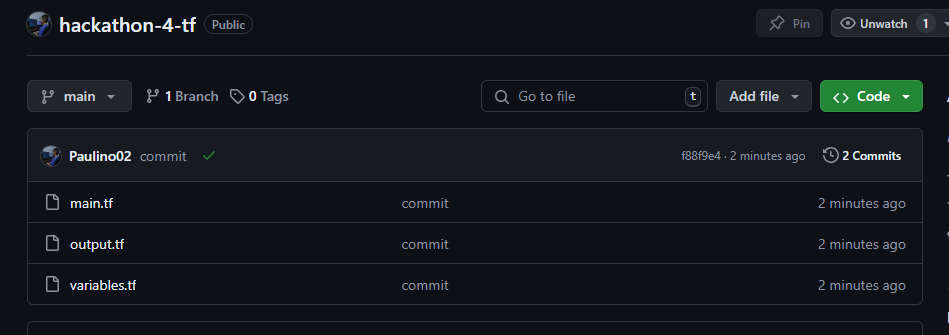 hackathon-4-tf Public Pin Unwatch 1
main 1 Branch 0 Tags Go to file t Add file Code
Paulino02 commit f88f9e4 · 2 minutes ago 2 Commits
main.tf commit 2 minutes ago
output.tf commit 2 minutes ago
variables.tf commit 2 minutes ago